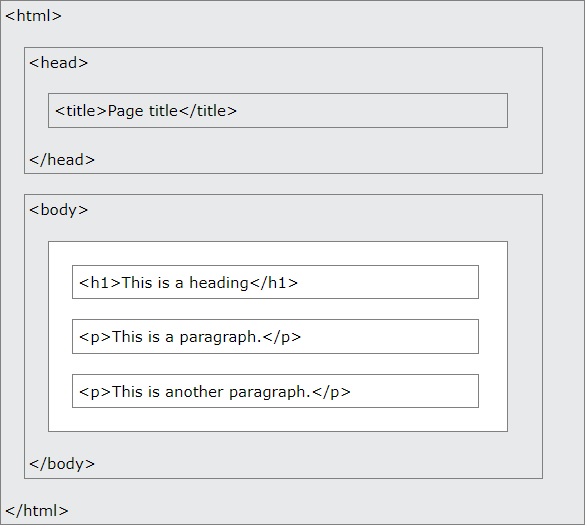 <html>
<head>
<title>Page title</title>
</head>
<body>
<h1>This is a heading</h1>
<p>This is a paragraph.</p>
<p>This is another paragraph.</p>
</body>
</html>